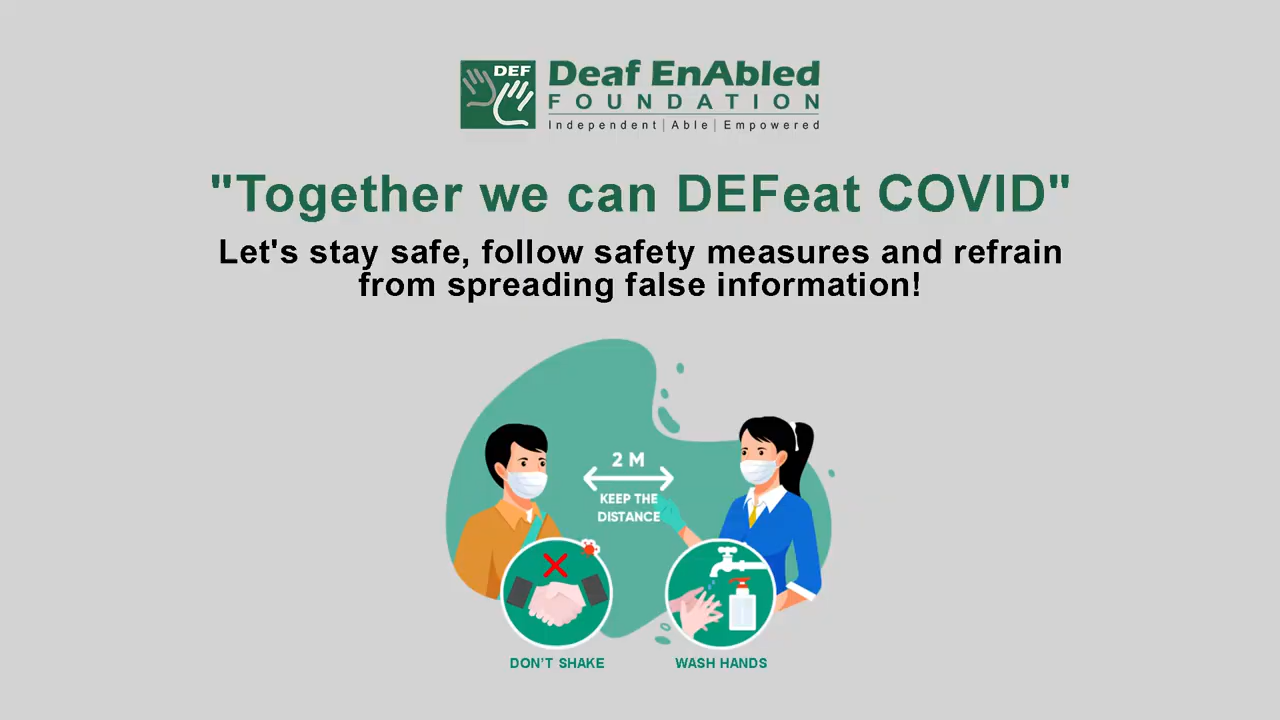 DEF
Deaf EnAbled
FOUNDATION
Independent | Able | Empowered
"Together we can DEFeat COVID"
Let's stay safe, follow safety measures and refrain
from spreading false information!
2 M
KEEP THE
DISTANCE
DON'T SHAKE
WASH HANDS